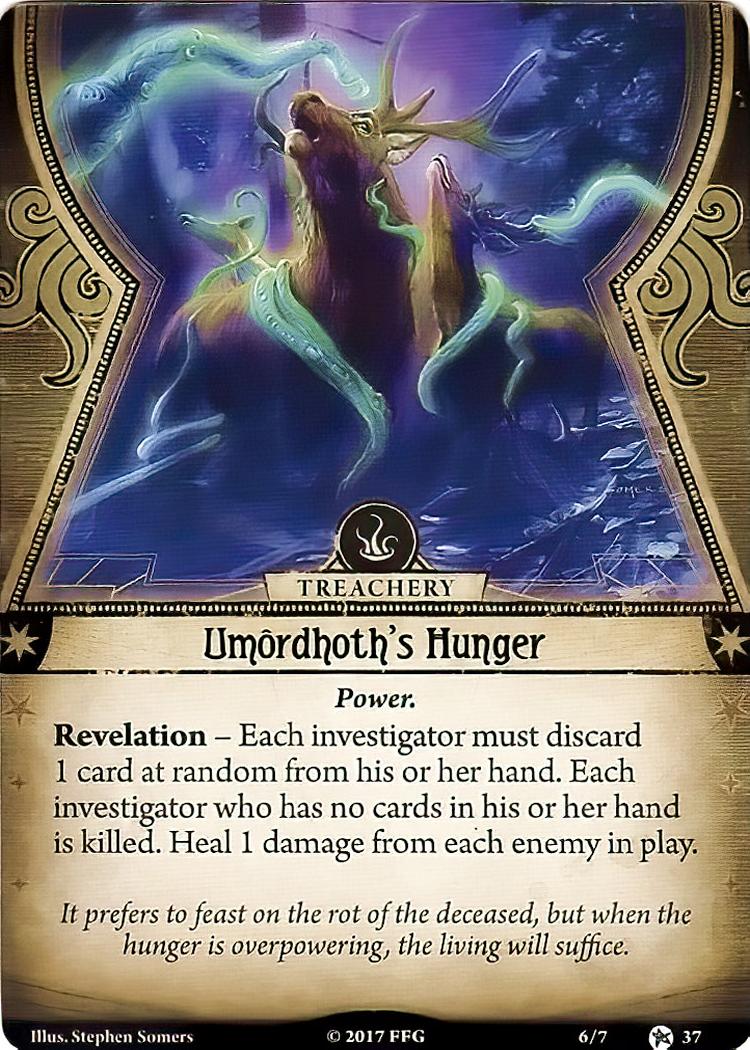 TREACHERY
Umôrdhoth's Hunger
Power.
Revelation – Each investigator must discard
1 card at random from his or her hand. Each
investigator who has no cards in his or her hand
is killed. Heal 1 damage from each enemy in play.
It prefers to feast on the rot of the deceased, but when the
hunger is overpowering, the living will suffice.
Illus. Stephen Somers
© 2017 FFG
6/7
37